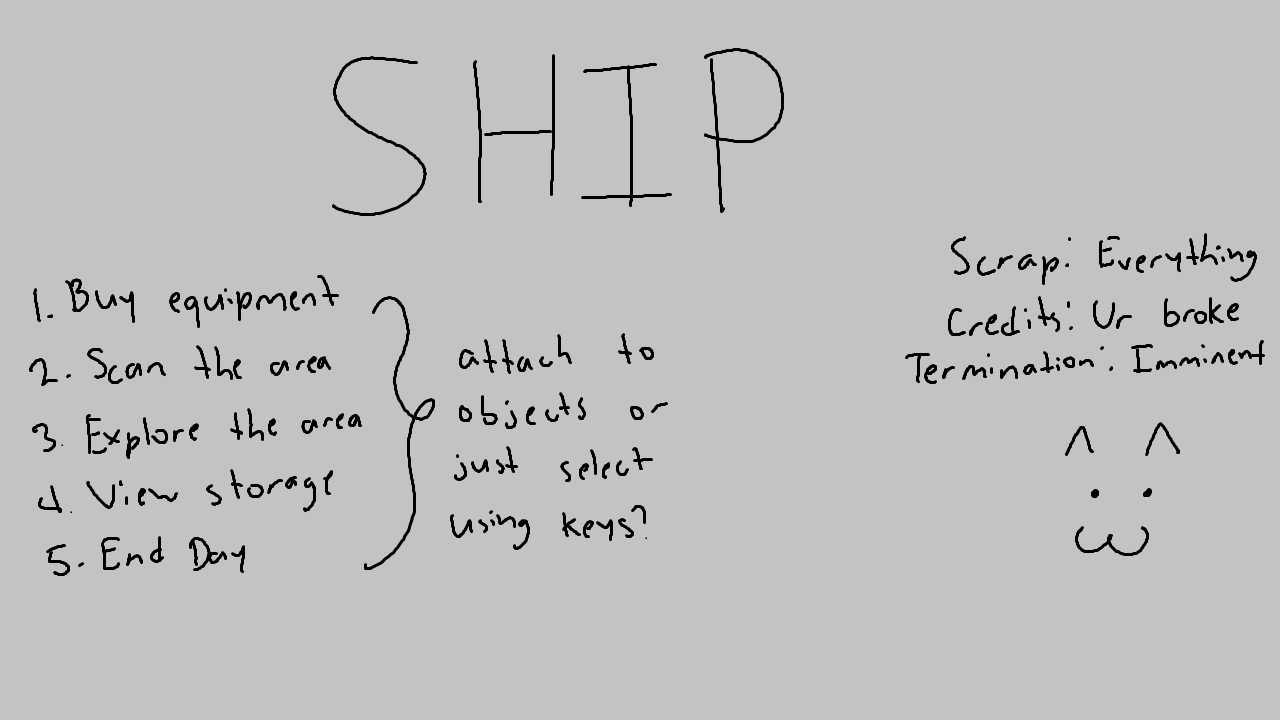 SHIP
1. Buy equipment
2. Scan the area
3. Explore the area
4. View storage
5. End Day
attach to
objects or
just select
using keys?
Scrap: Everything
Credits: Ur broke
Termination: Imminent